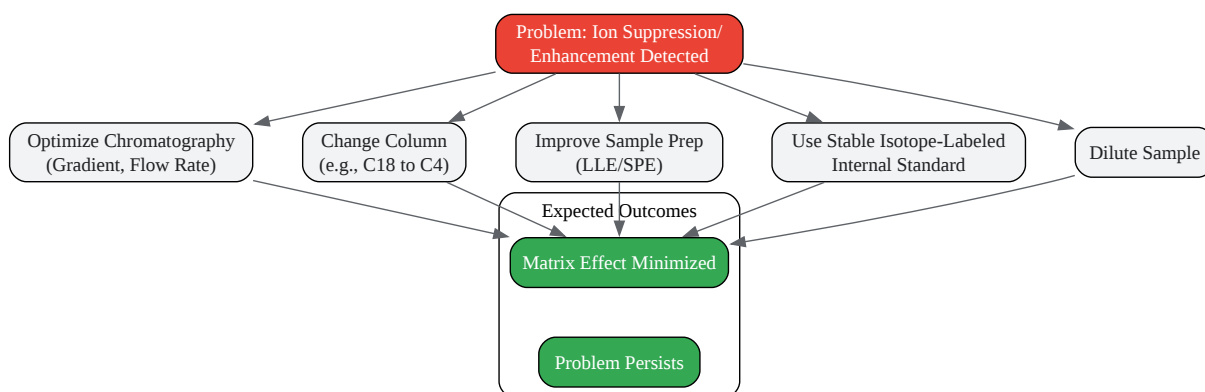 Problem: Ion Suppression/
Enhancement Detected
Optimize Chromatography
(Gradient, Flow Rate)
Change Column
(e.g., C18 to C4)
Improve Sample Prep
(LLE/SPE)
Use Stable Isotope-Labeled
Internal Standard
Dilute Sample
Expected Outcomes
Matrix Effect Minimized
Problem Persists